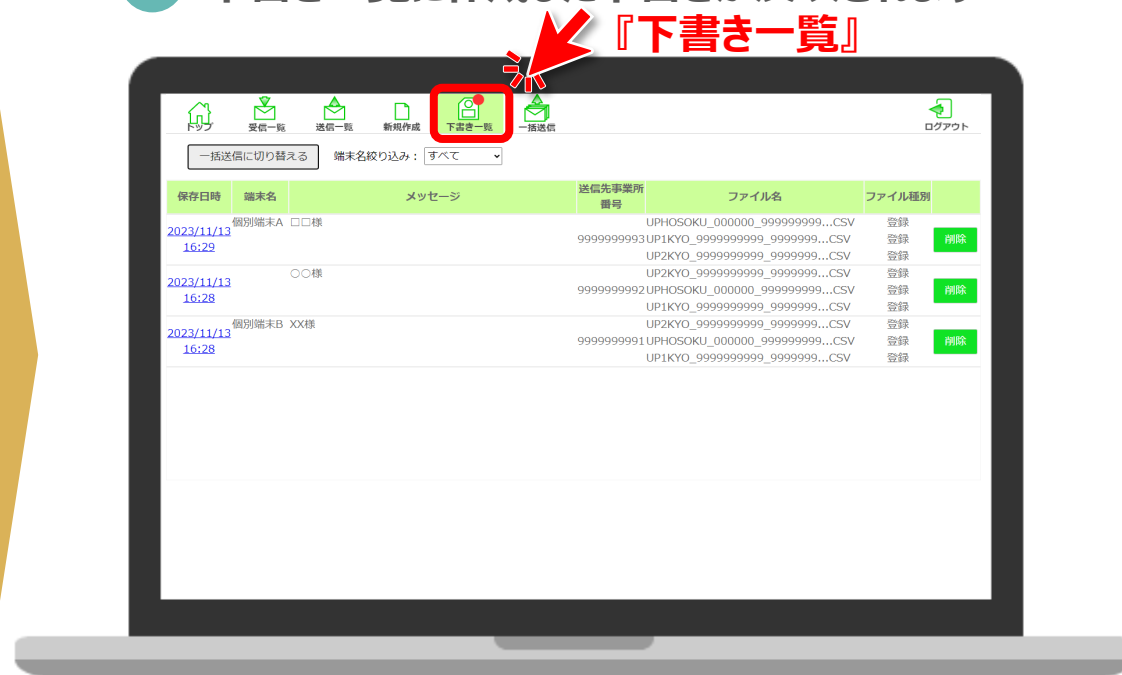 『下書き一覧』
トップ 受信一覧 送信一覧 新規作成 下書き一覧 一括送信 ログアウト
一括送信に切り替える 端末名絞り込み： すべて
保存日時 端末名 メッセージ 送信先事業所番号 ファイル名 ファイル種別
個別端末A □□様 UPHOSOKU_000000_999999999...CSV 登録
2023/11/13 16:29 9999999993 UP1KYO_9999999999_9999999...CSV 登録 削除
UP2KYO_9999999999_9999999...CSV 登録
○○様 UP2KYO_9999999999_9999999...CSV 登録
2023/11/13 16:28 9999999992 UPHOSOKU_000000_999999999...CSV 登録 削除
UP1KYO_9999999999_9999999...CSV 登録
個別端末B XX様 UP2KYO_9999999999_9999999...CSV 登録
2023/11/13 16:28 9999999991 UPHOSOKU_000000_999999999...CSV 登録 削除
UP1KYO_9999999999_9999999...CSV 登録